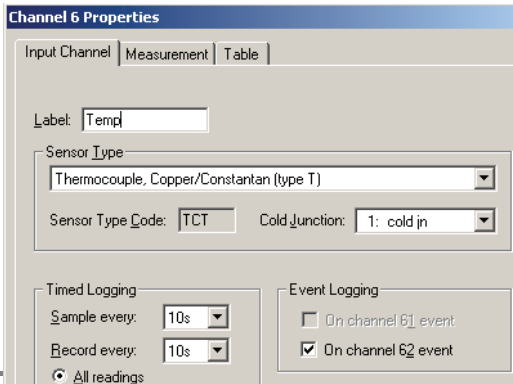 Channel 6 Properties
Input Channel Measurement Table
Label: Temp
Sensor Type
Thermocouple, Copper/Constantan (type T)
Sensor Type Code: TCT Cold Junction: 1: cold jn
Timed Logging Event Logging
Sample every: 10s On channel 61 event
Record every: 10s On channel 62 event
All readings